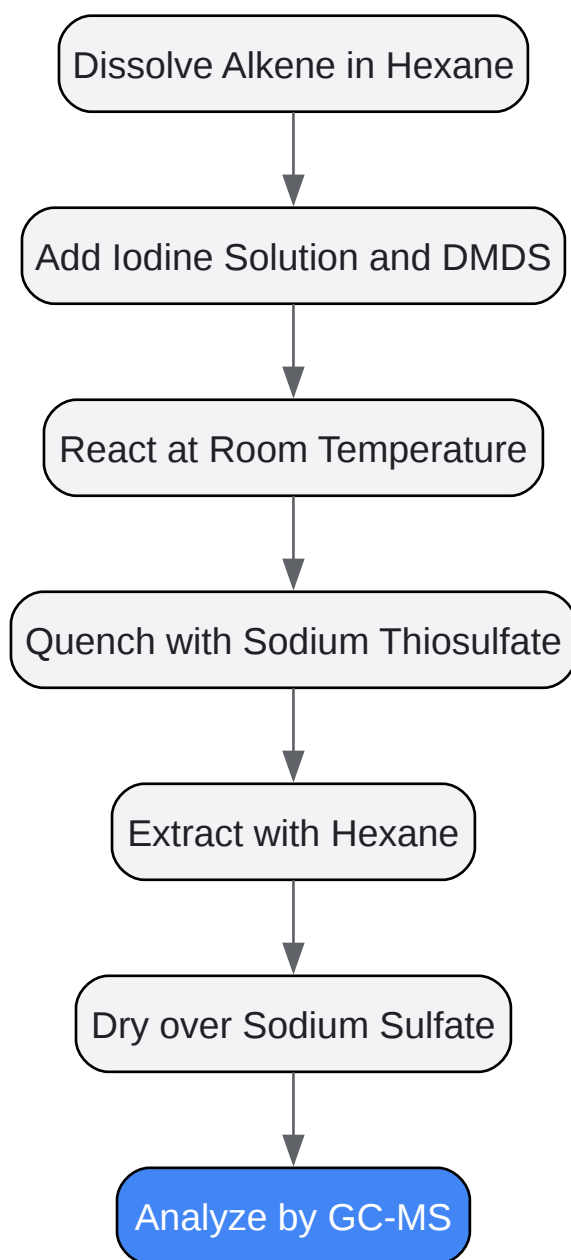 Dissolve Alkene in Hexane
Add Iodine Solution and DMDS
React at Room Temperature
Quench with Sodium Thiosulfate
Extract with Hexane
Dry over Sodium Sulfate
Analyze by GC-MS